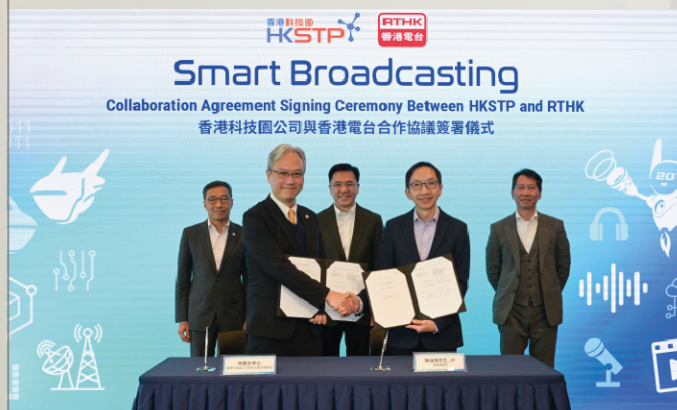 香港科技園
HKSTP
RTHK
香港電台
Smart Broadcasting
Collaboration Agreement Signing Ceremony Between HKSTP and RTHK
香港科技園公司與香港電台合作協議簽署儀式
20°